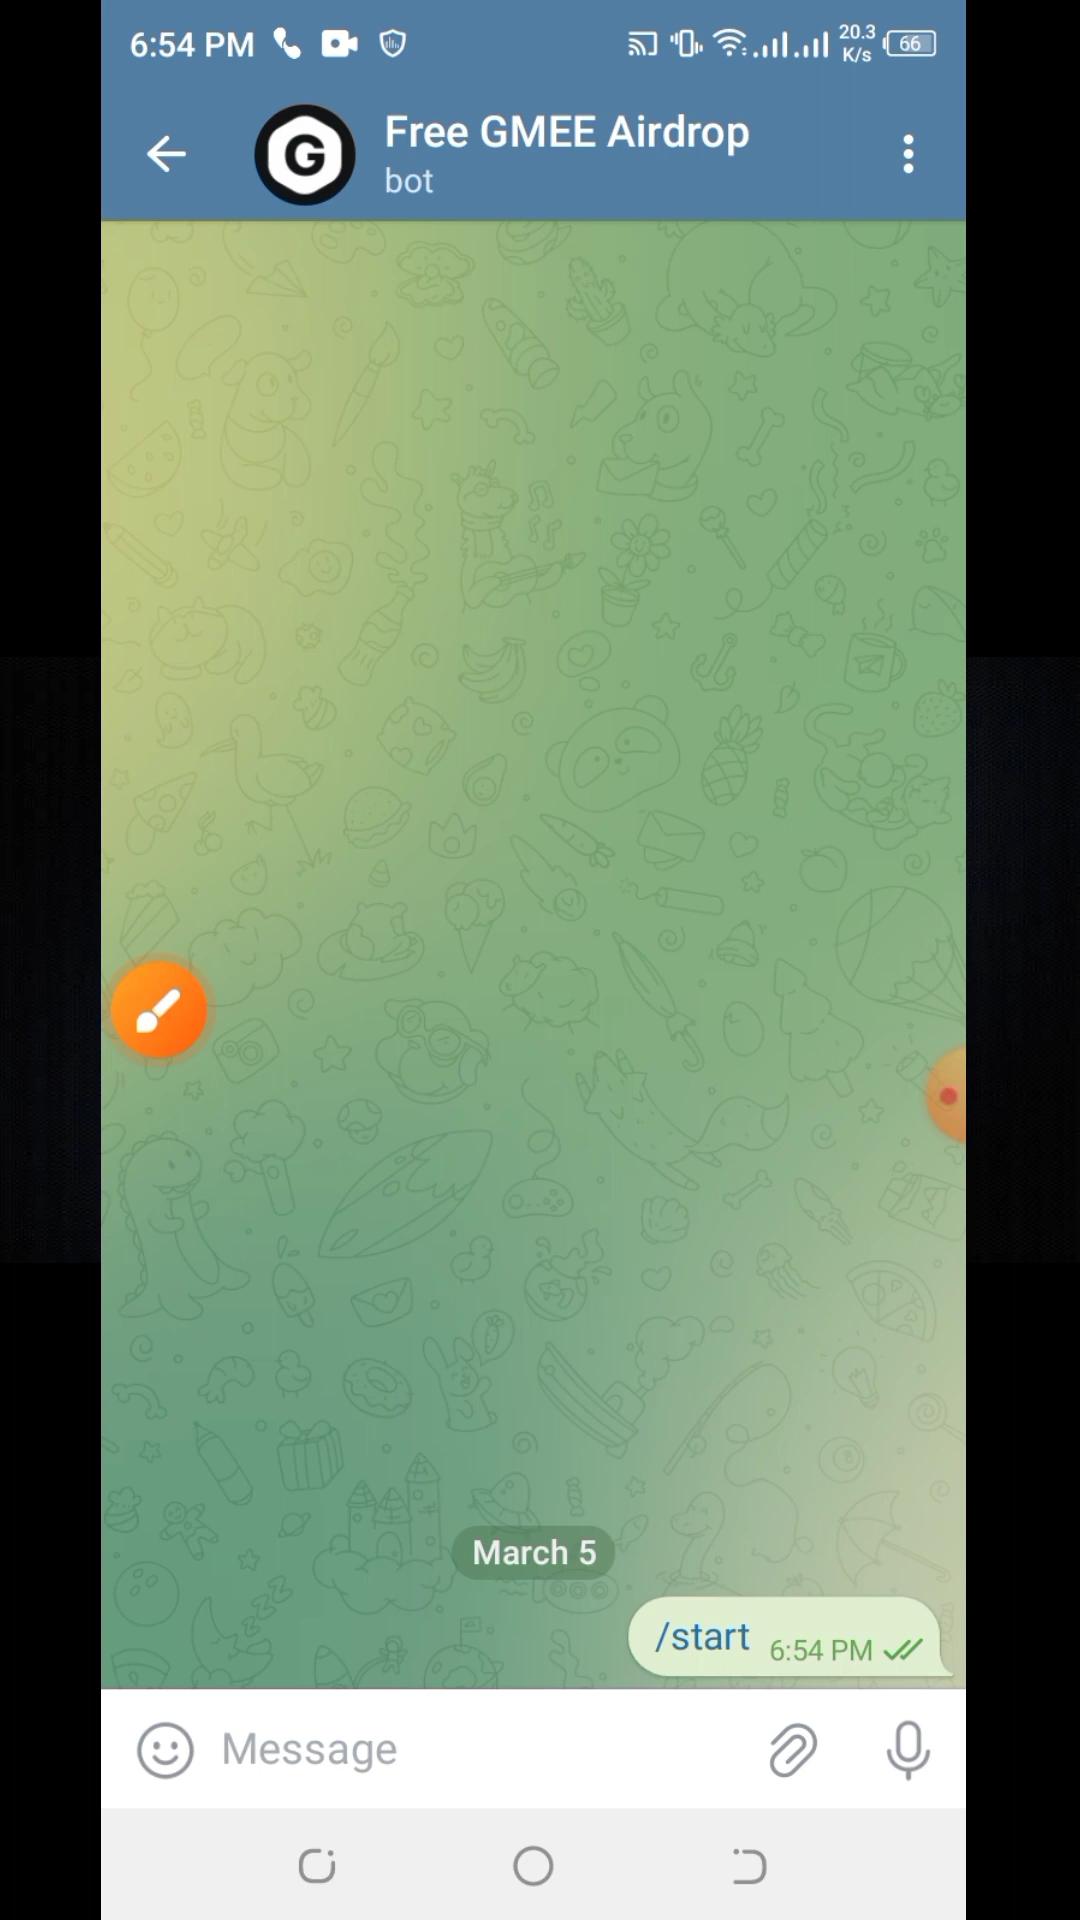 6:54 PM
20.3
K/s
66
G
Free GMEE Airdrop
bot
March 5
/start
6:54 PM
Message